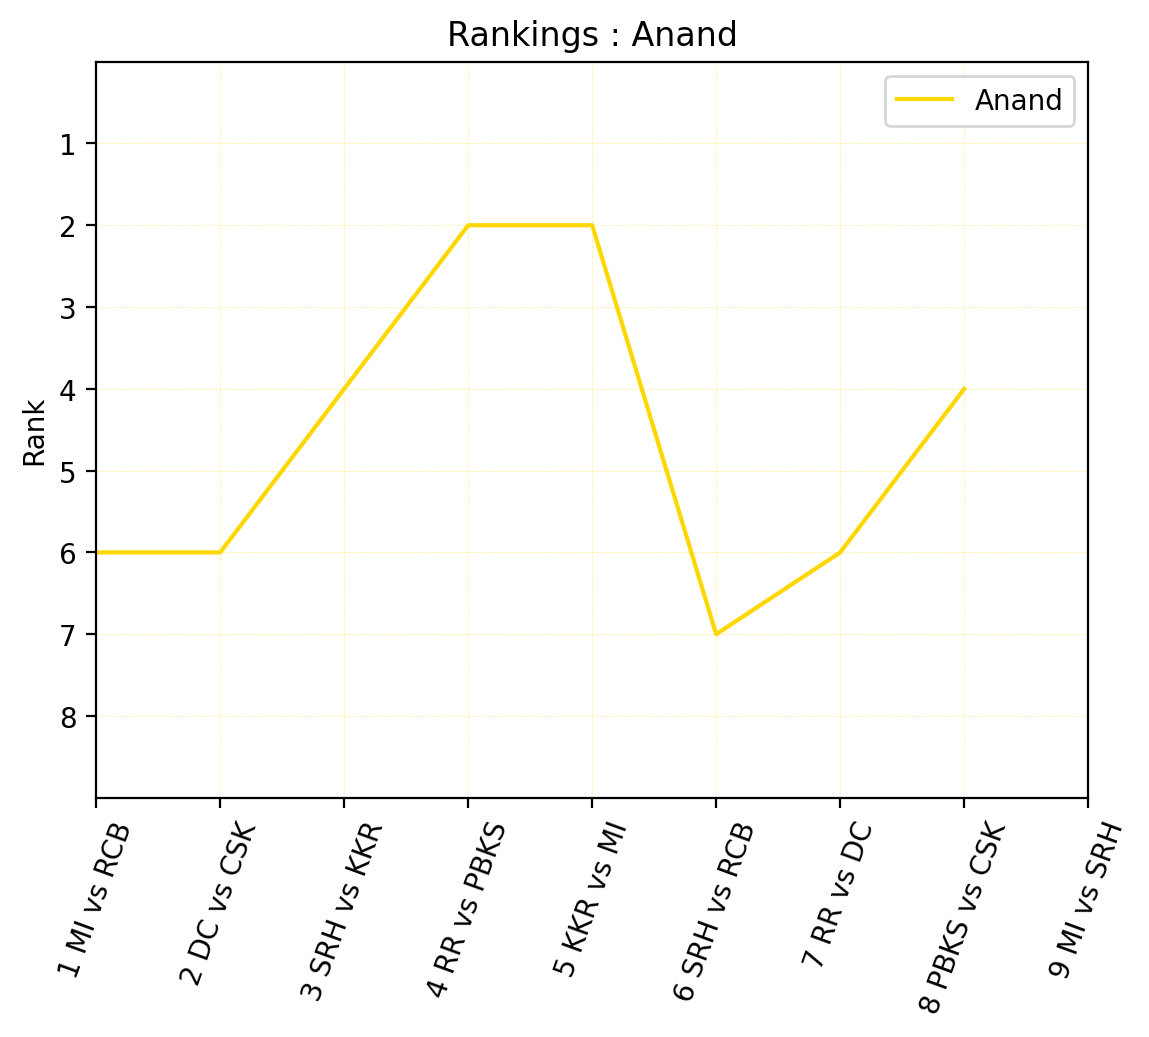 Rankings : Anand
Anand
Rank
1
2
3
4
5
6
7
8
1 MI vs RCB
2 DC vs CSK
3 SRH vs KKR
4 RR vs PBKS
5 KKR vs MI
6 SRH vs RCB
7 RR vs DC
8 PBKS vs CSK
9 MI vs SRH